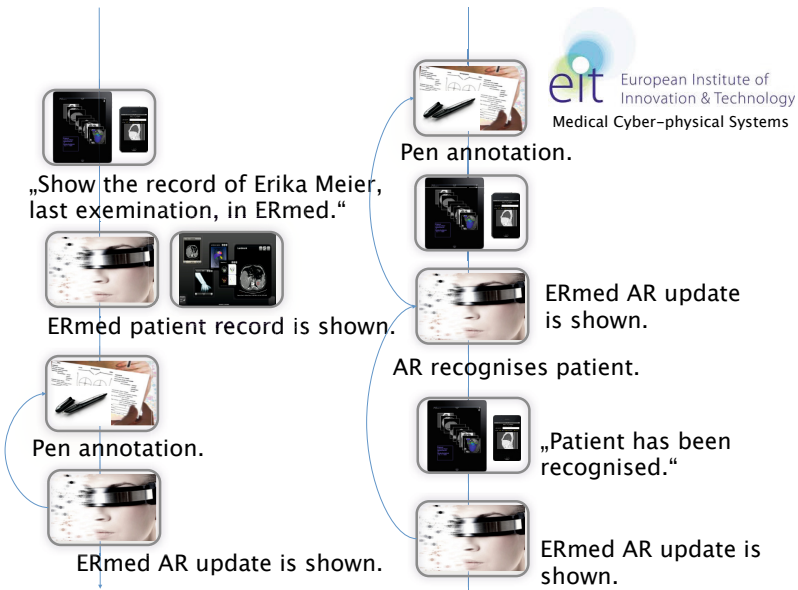 „Show the record of Erika Meier,
last exemination, in ERmed.“
ERmed patient record is shown.
Pen annotation.
ERmed AR update is shown.
eit
European Institute of
Innovation & Technology
Medical Cyber-physical Systems
Pen annotation.
ERmed AR update
is shown.
AR recognises patient.
„Patient has been
recognised.“
ERmed AR update is
shown.